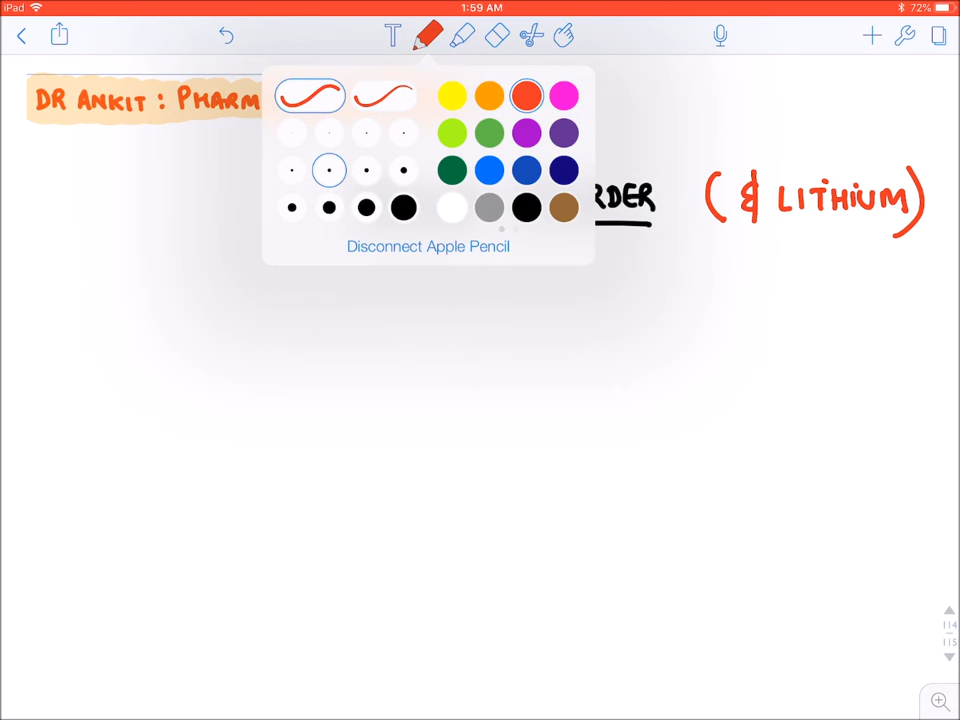 iPad 1:59 AM 72%
T
DR ANKIT : PHARM
RDER (& LITHIUM)
Disconnect Apple Pencil
114
115